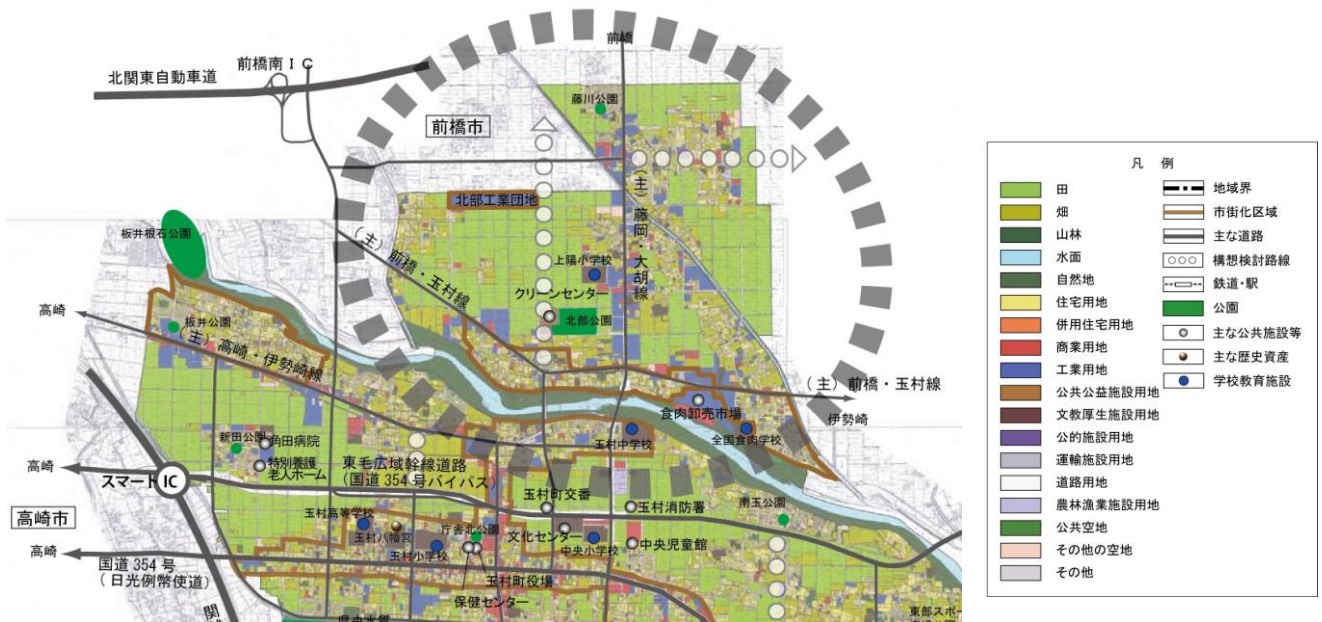 前橋
前橋南ＩＣ
北関東自動車道
藤川公園
前橋市
北部工業団地
(主)藤岡・大胡線
板井根石公園
(主)前橋・玉村線
上陽小学校
クリーンセンター
北部公園
高崎
板井公園
(主)高崎・伊勢崎線
(主)前橋・玉村線
食肉卸売市場
伊勢崎
玉村中学校
全国食肉学校
新田公園
角田病院
特別養護
老人ホーム
東毛広域幹線道路
(国道354号バイパス)
高崎
スマートIC
玉村町交番
玉村消防署
南玉公園
高崎市
玉村高等学校
玉村八幡宮
庁舎北公園
文化センター
玉村小学校
中央小学校
中央児童館
高崎
国道354号
(日光例幣使道)
玉村町役場
保健センター
関
県央水質
東部スポ
凡 例
田
畑
山林
水面
自然地
住宅用地
併用住宅用地
商業用地
工業用地
公共公益施設用地
文教厚生施設用地
公的施設用地
運輸施設用地
道路用地
農林漁業施設用地
公共空地
その他の空地
その他
地域界
市街化区域
主な道路
構想検討路線
鉄道・駅
公園
主な公共施設等
主な歴史資産
学校教育施設